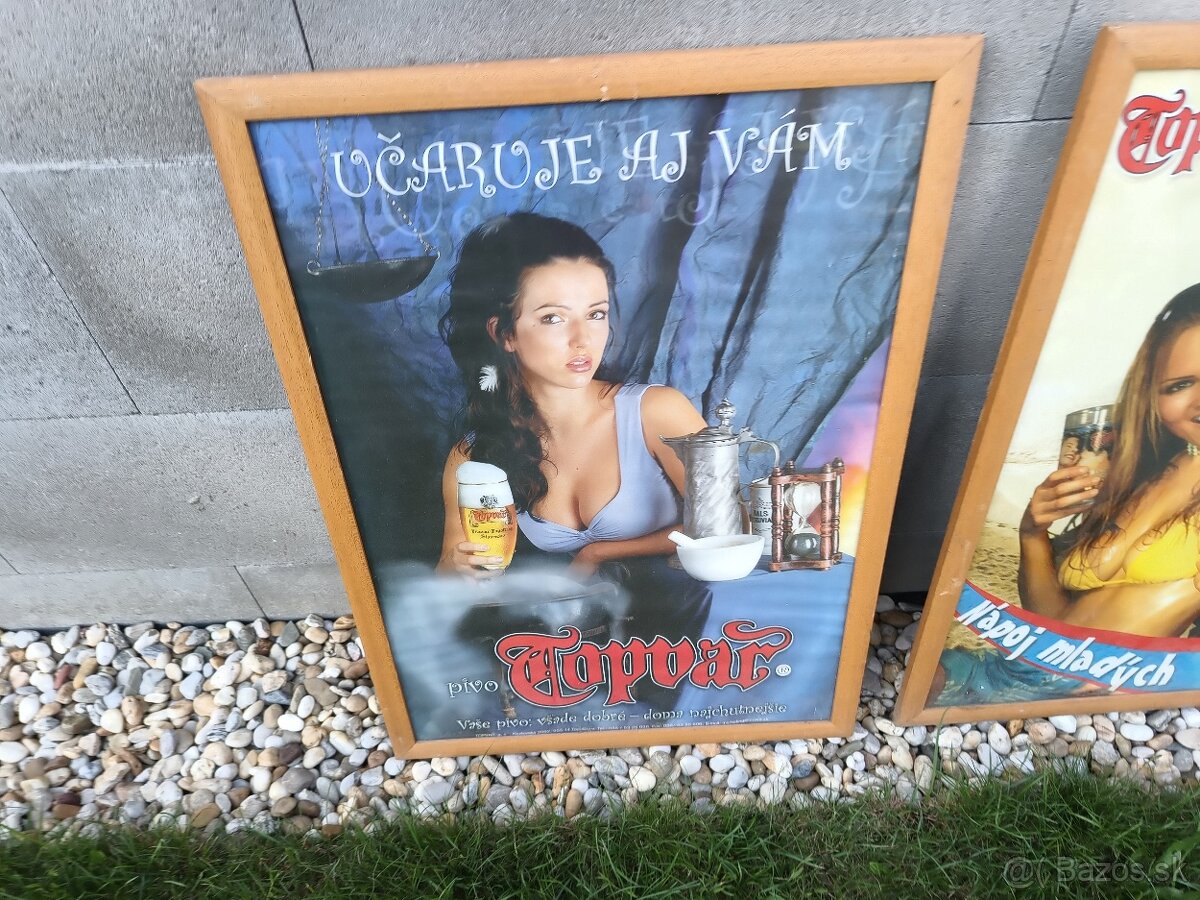 UČARUJE AJ VÁM
Topvar
pivo Topvar ®
Vaše pivo: všade dobré – doma najchutnejšie
Nápoj mladých
@ Bazos.sk